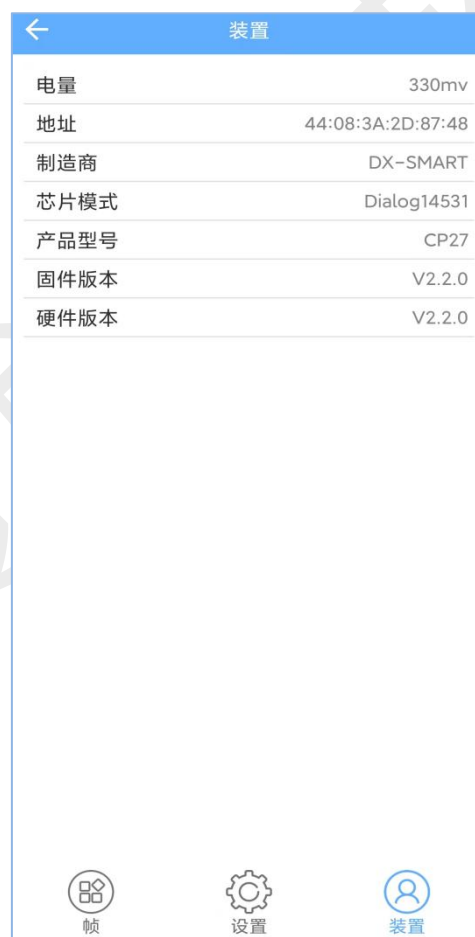 装置
电量 330mv
地址 44:08:3A:2D:87:48
制造商 DX-SMART
芯片模式 Dialog14531
产品型号 CP27
固件版本 V2.2.0
硬件版本 V2.2.0
帧 设置 装置